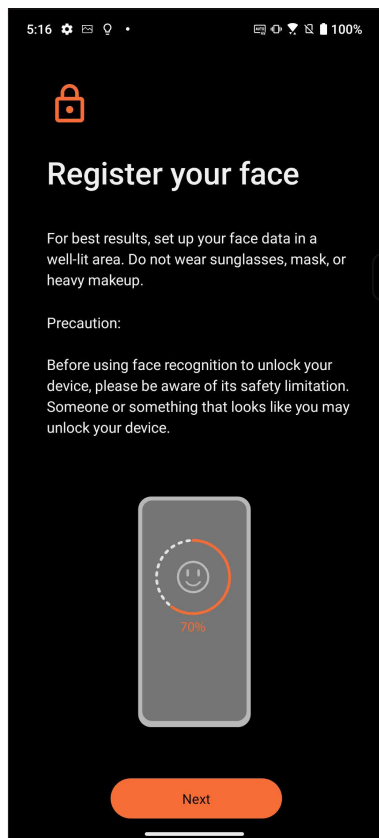 5:16 100%
Register your face
For best results, set up your face data in a
well-lit area. Do not wear sunglasses, mask, or
heavy makeup.
Precaution:
Before using face recognition to unlock your
device, please be aware of its safety limitation.
Someone or something that looks like you may
unlock your device.
70%
Next